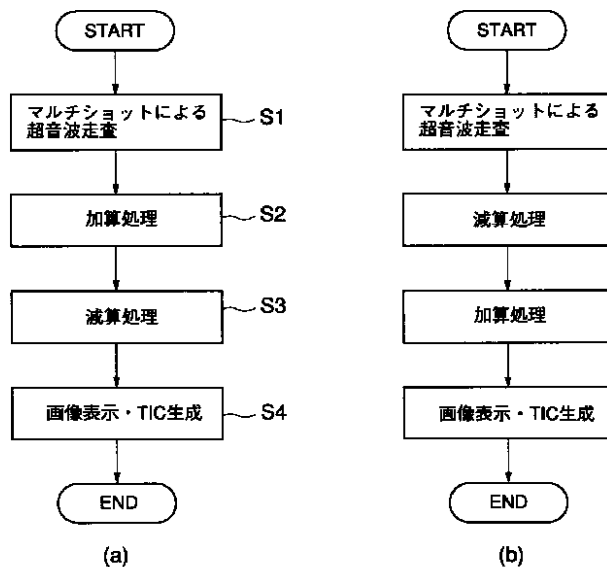 START
マルチショットによる
超音波走査
S1
加算処理
S2
減算処理
S3
画像表示・TIC生成
S4
END
(a)
START
マルチショットによる
超音波走査
減算処理
加算処理
画像表示・TIC生成
END
(b)